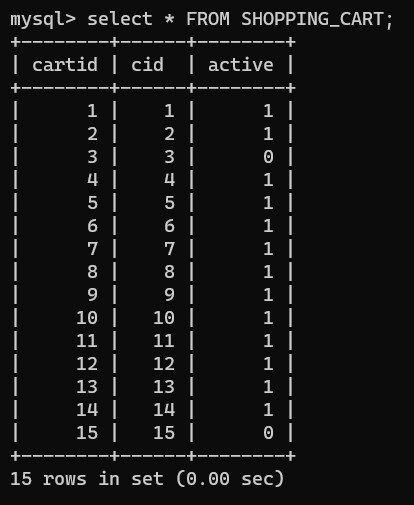 mysql> select * FROM SHOPPING_CART;
+--------+------+--------+
| cartid | cid  | active |
+--------+------+--------+
|      1 |    1 |      1 |
|      2 |    2 |      1 |
|      3 |    3 |      0 |
|      4 |    4 |      1 |
|      5 |    5 |      1 |
|      6 |    6 |      1 |
|      7 |    7 |      1 |
|      8 |    8 |      1 |
|      9 |    9 |      1 |
|     10 |   10 |      1 |
|     11 |   11 |      1 |
|     12 |   12 |      1 |
|     13 |   13 |      1 |
|     14 |   14 |      1 |
|     15 |   15 |      0 |
+--------+------+--------+
15 rows in set (0.00 sec)